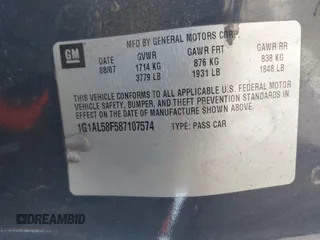 GM
MFD BY GENERAL MOTORS CORP
DATE GVWR GAWR FRT GAWR RR
08/07 1714 KG 876 KG 838 KG
3779 LB 1931 LB 1848 LB
THIS VEHICLE CONFORMS TO ALL APPLICABLE U.S. FEDERAL MOTOR
VEHICLE SAFETY, BUMPER, AND THEFT PREVENTION STANDARDS IN
EFFECT ON THE DATE OF MANUFACTURE SHOWN ABOVE.
1G1AL58F587107574 TYPE: PASS CAR
DREAMBID